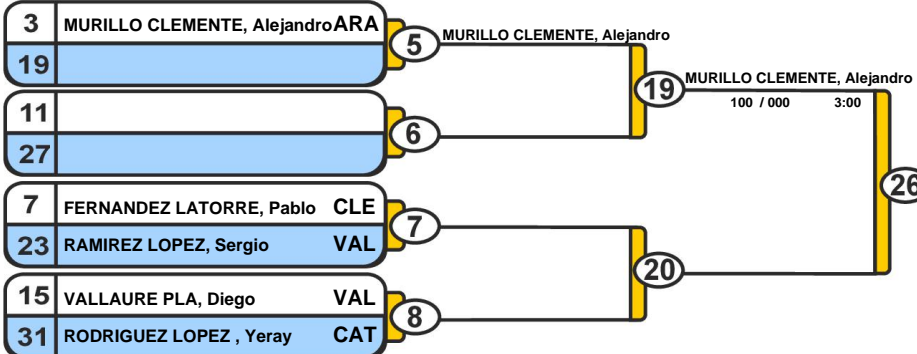 3 MURILLO CLEMENTE, Alejandro ARA
19
5
MURILLO CLEMENTE, Alejandro
11
27
6
19
MURILLO CLEMENTE, Alejandro
100 / 000 3:00
7 FERNANDEZ LATORRE, Pablo CLE
23 RAMIREZ LOPEZ, Sergio VAL
7
15 VALLAURE PLA, Diego VAL
31 RODRIGUEZ LOPEZ , Yeray CAT
8
20
26